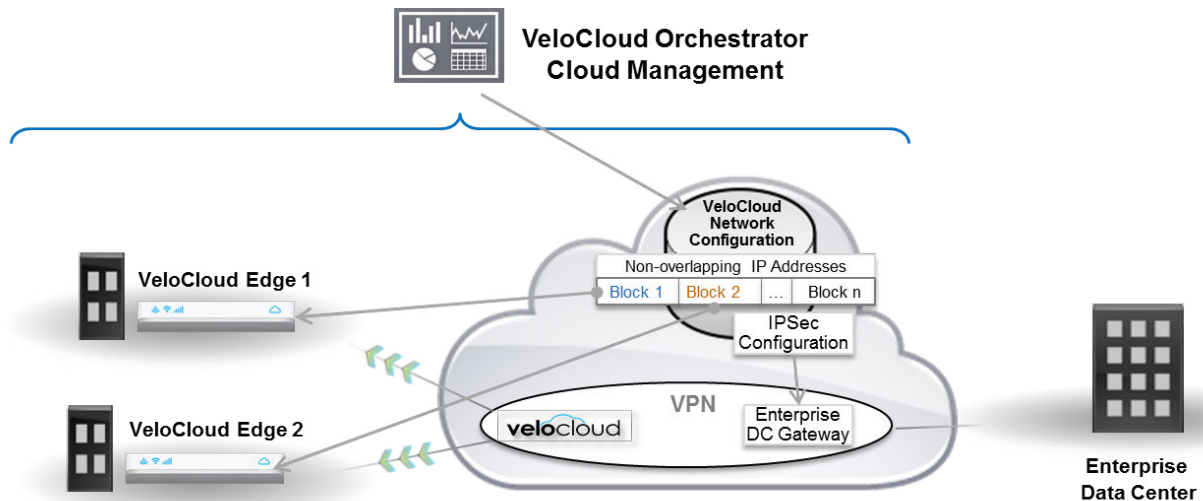 VeloCloud Orchestrator
Cloud Management
VeloCloud
Network
Configuration
Non-overlapping IP Addresses
Block 1 Block 2 ... Block n
IPSec
Configuration
VeloCloud Edge 1
VeloCloud Edge 2
VPN
velocloud
Enterprise
DC Gateway
Enterprise
Data Center